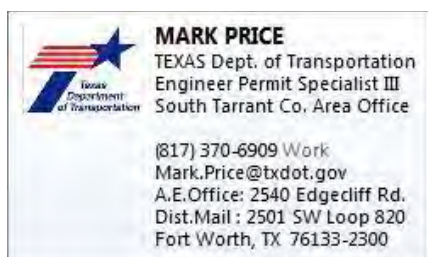 MARK PRICE
TEXAS Dept. of Transportation
Engineer Permit Specialist III
South Tarrant Co. Area Office
Texas
Department
of Transportation
(817) 370-6909 Work
Mark.Price@txdot.gov
A.E.Office: 2540 Edgecliff Rd.
Dist.Mail : 2501 SW Loop 820
Fort Worth, TX 76133-2300